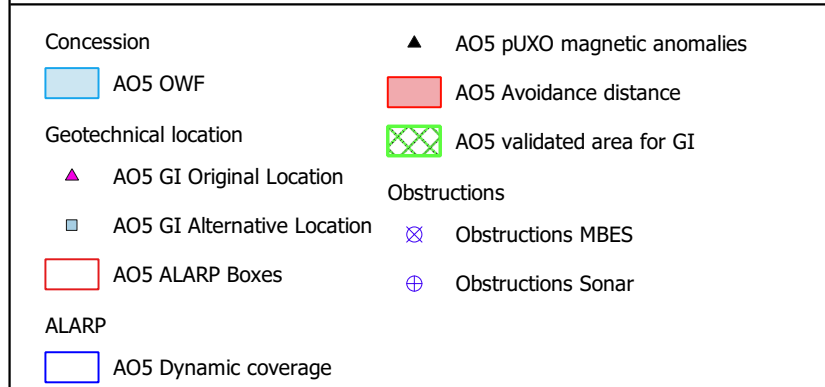 Concession
AO5 OWF
Geotechnical location
AO5 GI Original Location
AO5 GI Alternative Location
AO5 ALARP Boxes
ALARP
AO5 Dynamic coverage
AO5 pUXO magnetic anomalies
AO5 Avoidance distance
AO5 validated area for GI
Obstructions
Obstructions MBES
Obstructions Sonar